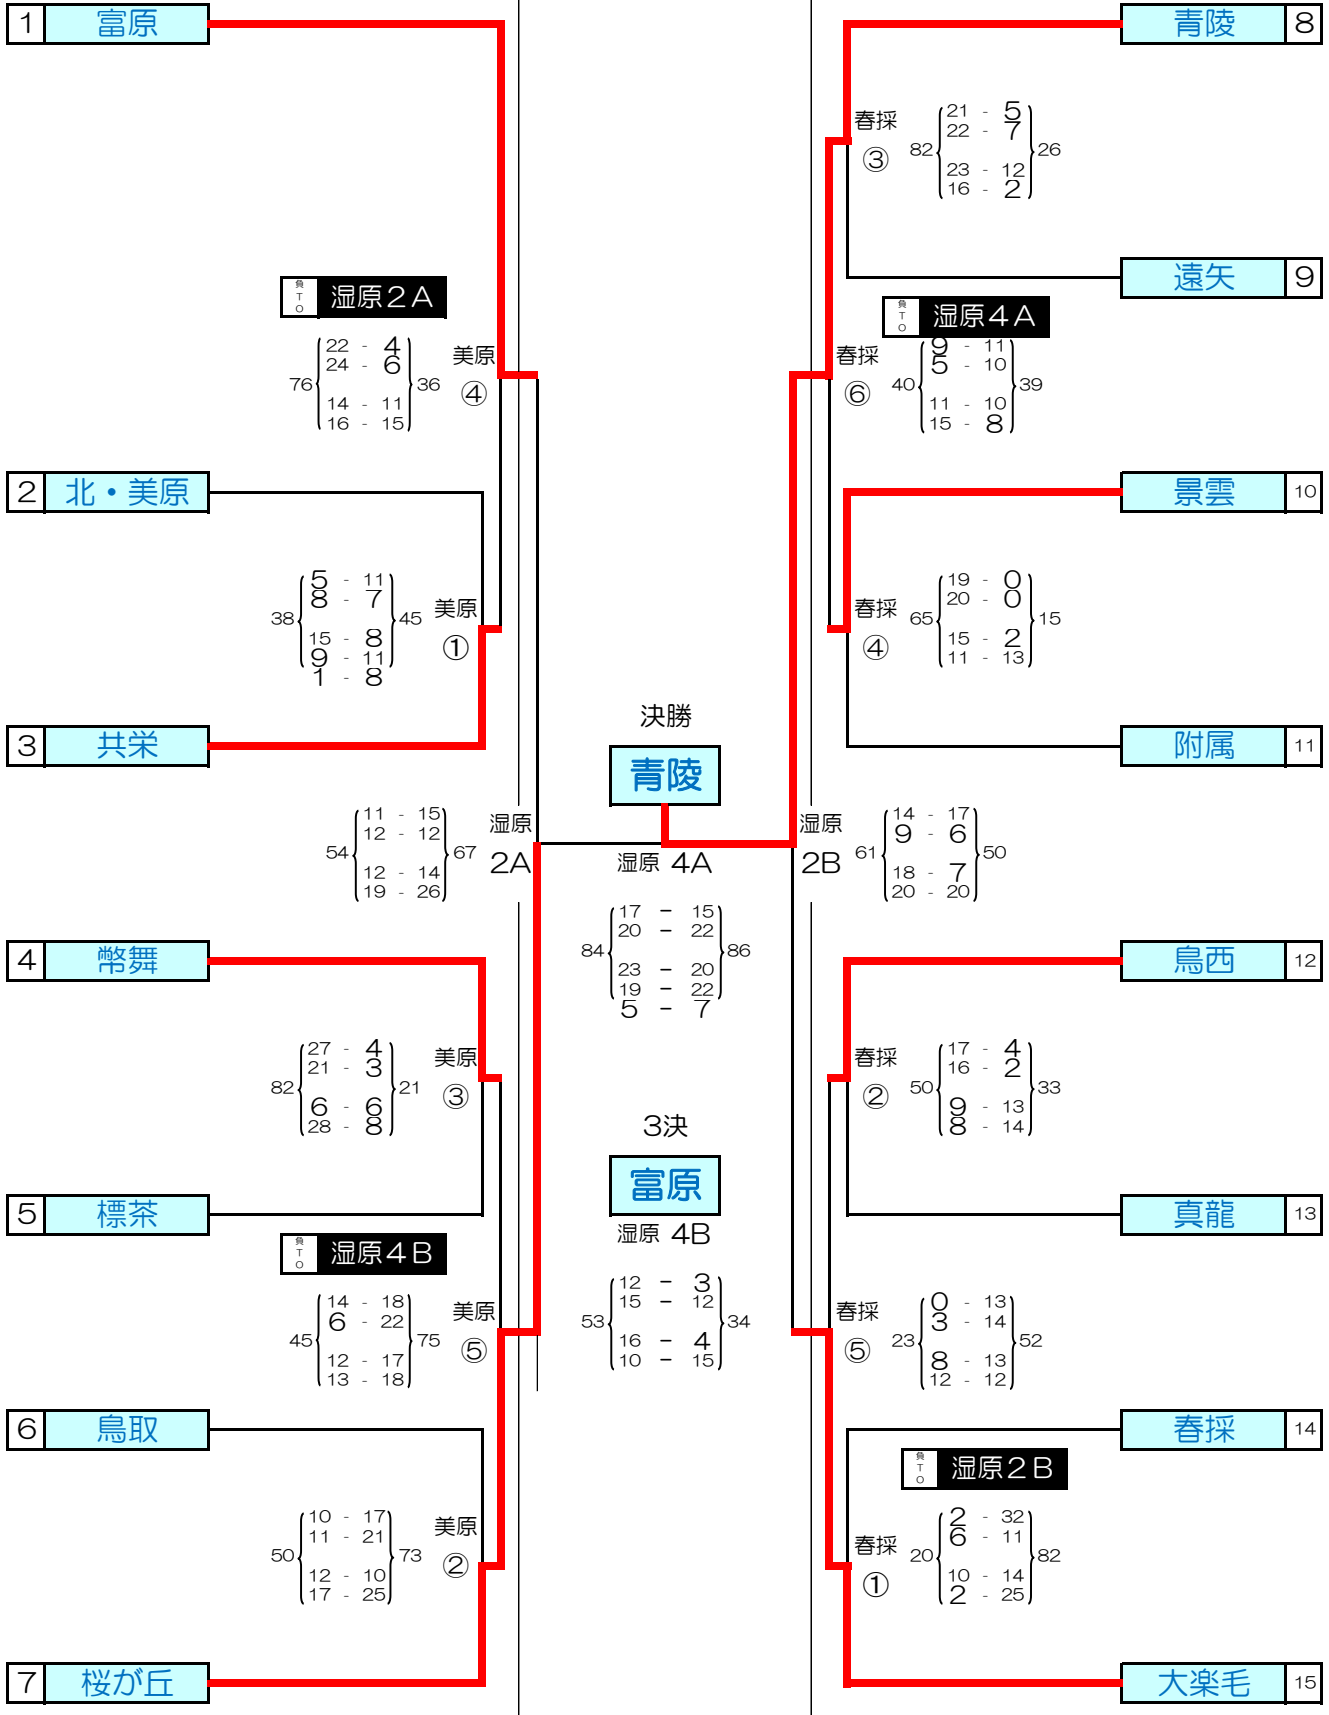 1 富原
負TO 湿原2A
22 - 4
24 - 6
76 36
14 - 11
16 - 15
美原
④
2 北・美原
5 - 11
8 - 7
38 45
15 - 8
9 - 11
1 - 8
美原
①
3 共栄
11 - 15
12 - 12
54 67
12 - 14
19 - 26
湿原
2A
4 幣舞
27 - 4
21 - 3
82 21
6 - 6
28 - 8
美原
③
5 標茶
負TO 湿原4B
14 - 18
6 - 22
45 75
12 - 17
13 - 18
美原
⑤
6 鳥取
10 - 17
11 - 21
50 73
12 - 10
17 - 25
美原
②
7 桜が丘
決勝
青陵
湿原 4A
17 - 15
20 - 22
84 86
23 - 20
19 - 22
5 - 7
3決
富原
湿原 4B
12 - 3
15 - 12
53 34
16 - 4
10 - 15
青陵 8
春採
③
21 - 5
22 - 7
82 26
23 - 12
16 - 2
遠矢 9
負TO 湿原4A
春採
⑥
9 - 11
5 - 10
40 39
11 - 10
15 - 8
景雲 10
春採
④
19 - 0
20 - 0
65 15
15 - 2
11 - 13
附属 11
湿原
2B
14 - 17
9 - 6
61 50
18 - 7
20 - 20
鳥西 12
春採
②
17 - 4
16 - 2
50 33
9 - 13
8 - 14
真龍 13
春採
⑤
0 - 13
3 - 14
23 52
8 - 13
12 - 12
春採 14
負TO 湿原2B
春採
①
2 - 32
6 - 11
20 82
10 - 14
2 - 25
大楽毛 15